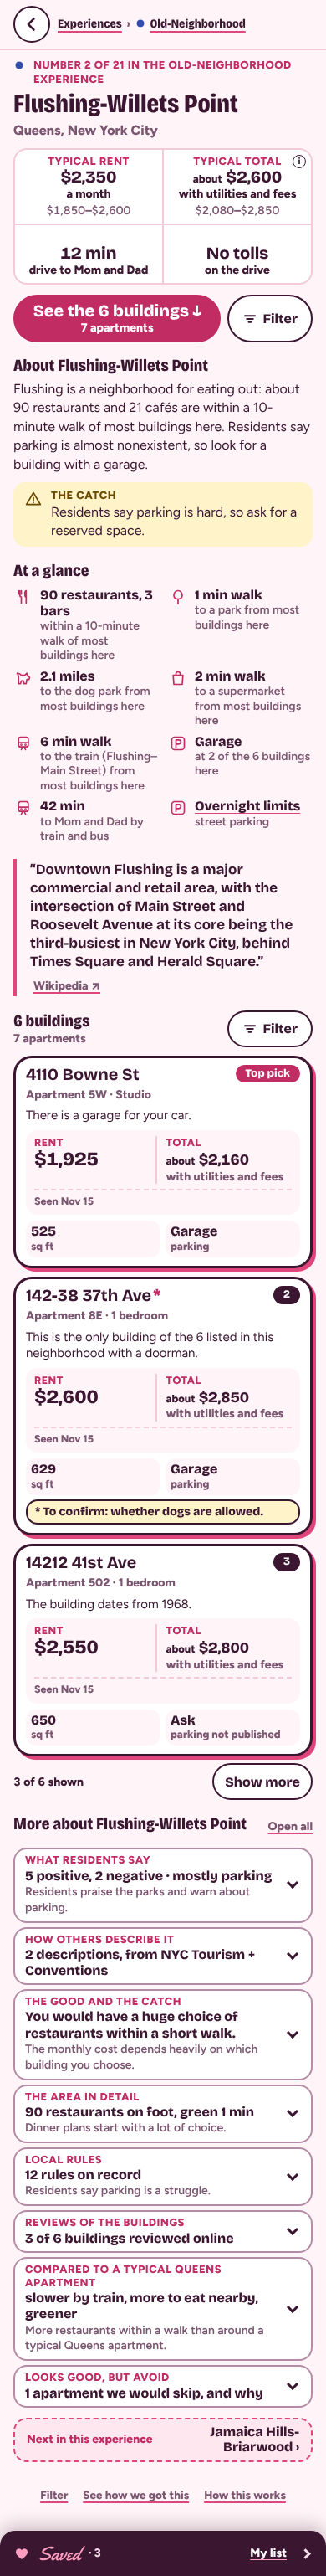 Experiences › Old-Neighborhood
NUMBER 2 OF 21 IN THE OLD-NEIGHBORHOOD
EXPERIENCE
Flushing-Willets Point
Queens, New York City
TYPICAL RENT
$2,350
a month
$1,850–$2,600
TYPICAL TOTAL
about $2,600
with utilities and fees
$2,080–$2,850
12 min
drive to Mom and Dad
No tolls
on the drive
See the 6 buildings ↓
7 apartments
Filter
About Flushing-Willets Point
Flushing is a neighborhood for eating out: about
90 restaurants and 21 cafés are within a 10-
minute walk of most buildings here. Residents say
parking is almost nonexistent, so look for a
building with a garage.
THE CATCH
Residents say parking is hard, so ask for a
reserved space.
At a glance
90 restaurants, 3
bars
within a 10-minute
walk of most
buildings here
1 min walk
to a park from most
buildings here
2.1 miles
to the dog park from
most buildings here
2 min walk
to a supermarket
from most buildings
here
6 min walk
to the train (Flushing–
Main Street) from
most buildings here
Garage
at 2 of the 6 buildings
here
42 min
to Mom and Dad by
train and bus
Overnight limits
street parking
“Downtown Flushing is a major
commercial and retail area, with the
intersection of Main Street and
Roosevelt Avenue at its core being the
third-busiest in New York City, behind
Times Square and Herald Square.”
Wikipedia ↗
6 buildings
7 apartments
Filter
4110 Bowne St
Top pick
Apartment 5W · Studio
There is a garage for your car.
RENT
$1,925
TOTAL
about $2,160
with utilities and fees
Seen Nov 15
525
sq ft
Garage
parking
142-38 37th Ave*
2
Apartment 8E · 1 bedroom
This is the only building of the 6 listed in this
neighborhood with a doorman.
RENT
$2,600
TOTAL
about $2,850
with utilities and fees
Seen Nov 15
629
sq ft
Garage
parking
* To confirm: whether dogs are allowed.
14212 41st Ave
3
Apartment 502 · 1 bedroom
The building dates from 1968.
RENT
$2,550
TOTAL
about $2,800
with utilities and fees
Seen Nov 15
650
sq ft
Ask
parking not published
3 of 6 shown
Show more
More about Flushing-Willets Point
Open all
WHAT RESIDENTS SAY
5 positive, 2 negative · mostly parking
Residents praise the parks and warn about
parking.
HOW OTHERS DESCRIBE IT
2 descriptions, from NYC Tourism +
Conventions
THE GOOD AND THE CATCH
You would have a huge choice of
restaurants within a short walk.
The monthly cost depends heavily on which
building you choose.
THE AREA IN DETAIL
90 restaurants on foot, green 1 min
Dinner plans start with a lot of choice.
LOCAL RULES
12 rules on record
Residents say parking is a struggle.
REVIEWS OF THE BUILDINGS
3 of 6 buildings reviewed online
COMPARED TO A TYPICAL QUEENS
APARTMENT
slower by train, more to eat nearby,
greener
More restaurants within a walk than around a
typical Queens apartment.
LOOKS GOOD, BUT AVOID
1 apartment we would skip, and why
Next in this experience
Jamaica Hills-
Briarwood ›
Filter
See how we got this
How this works
Saved · 3
My list